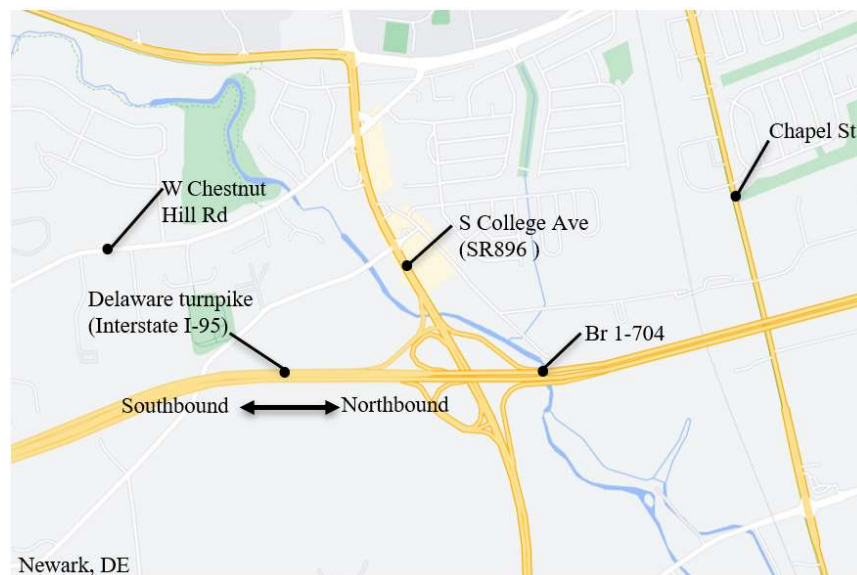 Chapel St
W Chestnut
Hill Rd
S College Ave
(SR896 )
Delaware turnpike
(Interstate I-95)
Br 1-704
Southbound
Northbound
Newark, DE